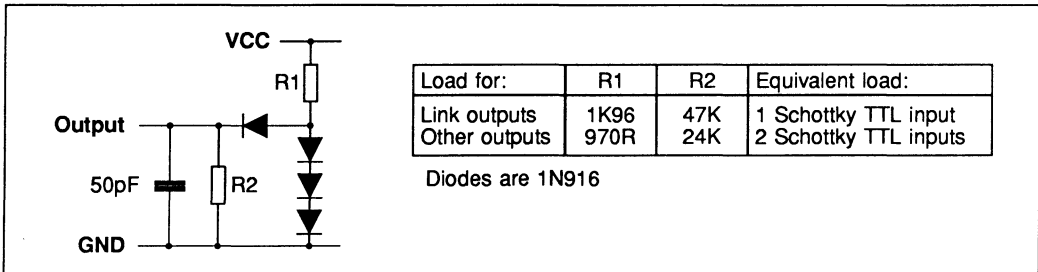 VCC
R1
Output
50pF
R2
GND
Load for: R1 R2 Equivalent load:
Link outputs 1K96 47K 1 Schottky TTL input
Other outputs 970R 24K 2 Schottky TTL inputs
Diodes are 1N916